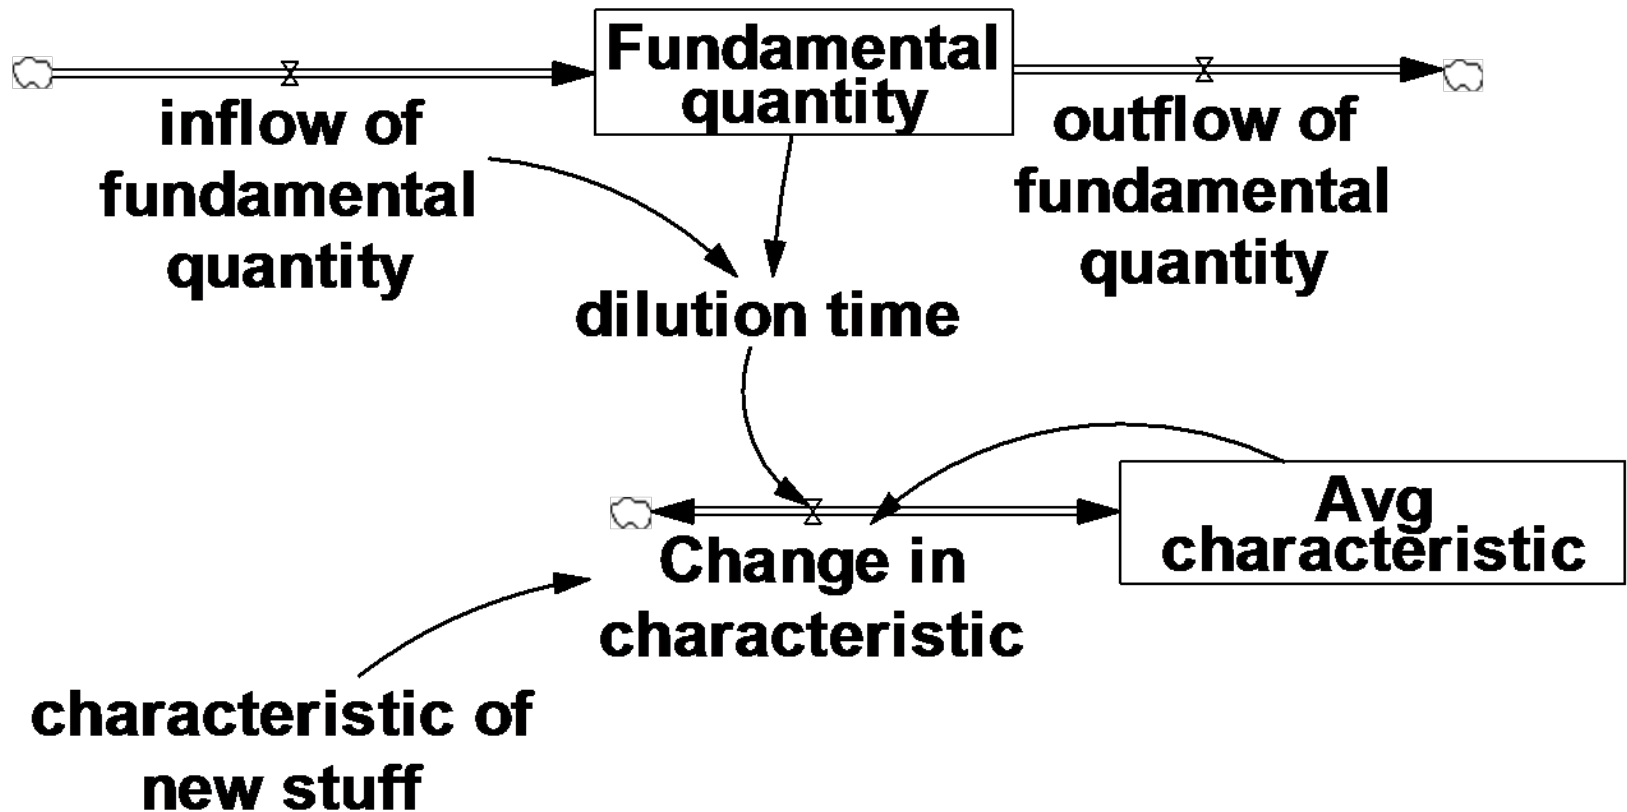 Fundamental
quantity
inflow of
fundamental
quantity
outflow of
fundamental
quantity
dilution time
Avg
characteristic
Change in
characteristic
characteristic of
new stuff